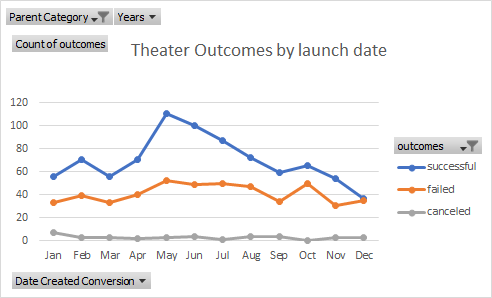 Parent Category Years
Count of outcomes
Theater Outcomes by launch date
120
100
80
60
40
20
0
Jan Feb Mar Apr May Jun Jul Aug Sep Oct Nov Dec
outcomes
successful
failed
canceled
Date Created Conversion